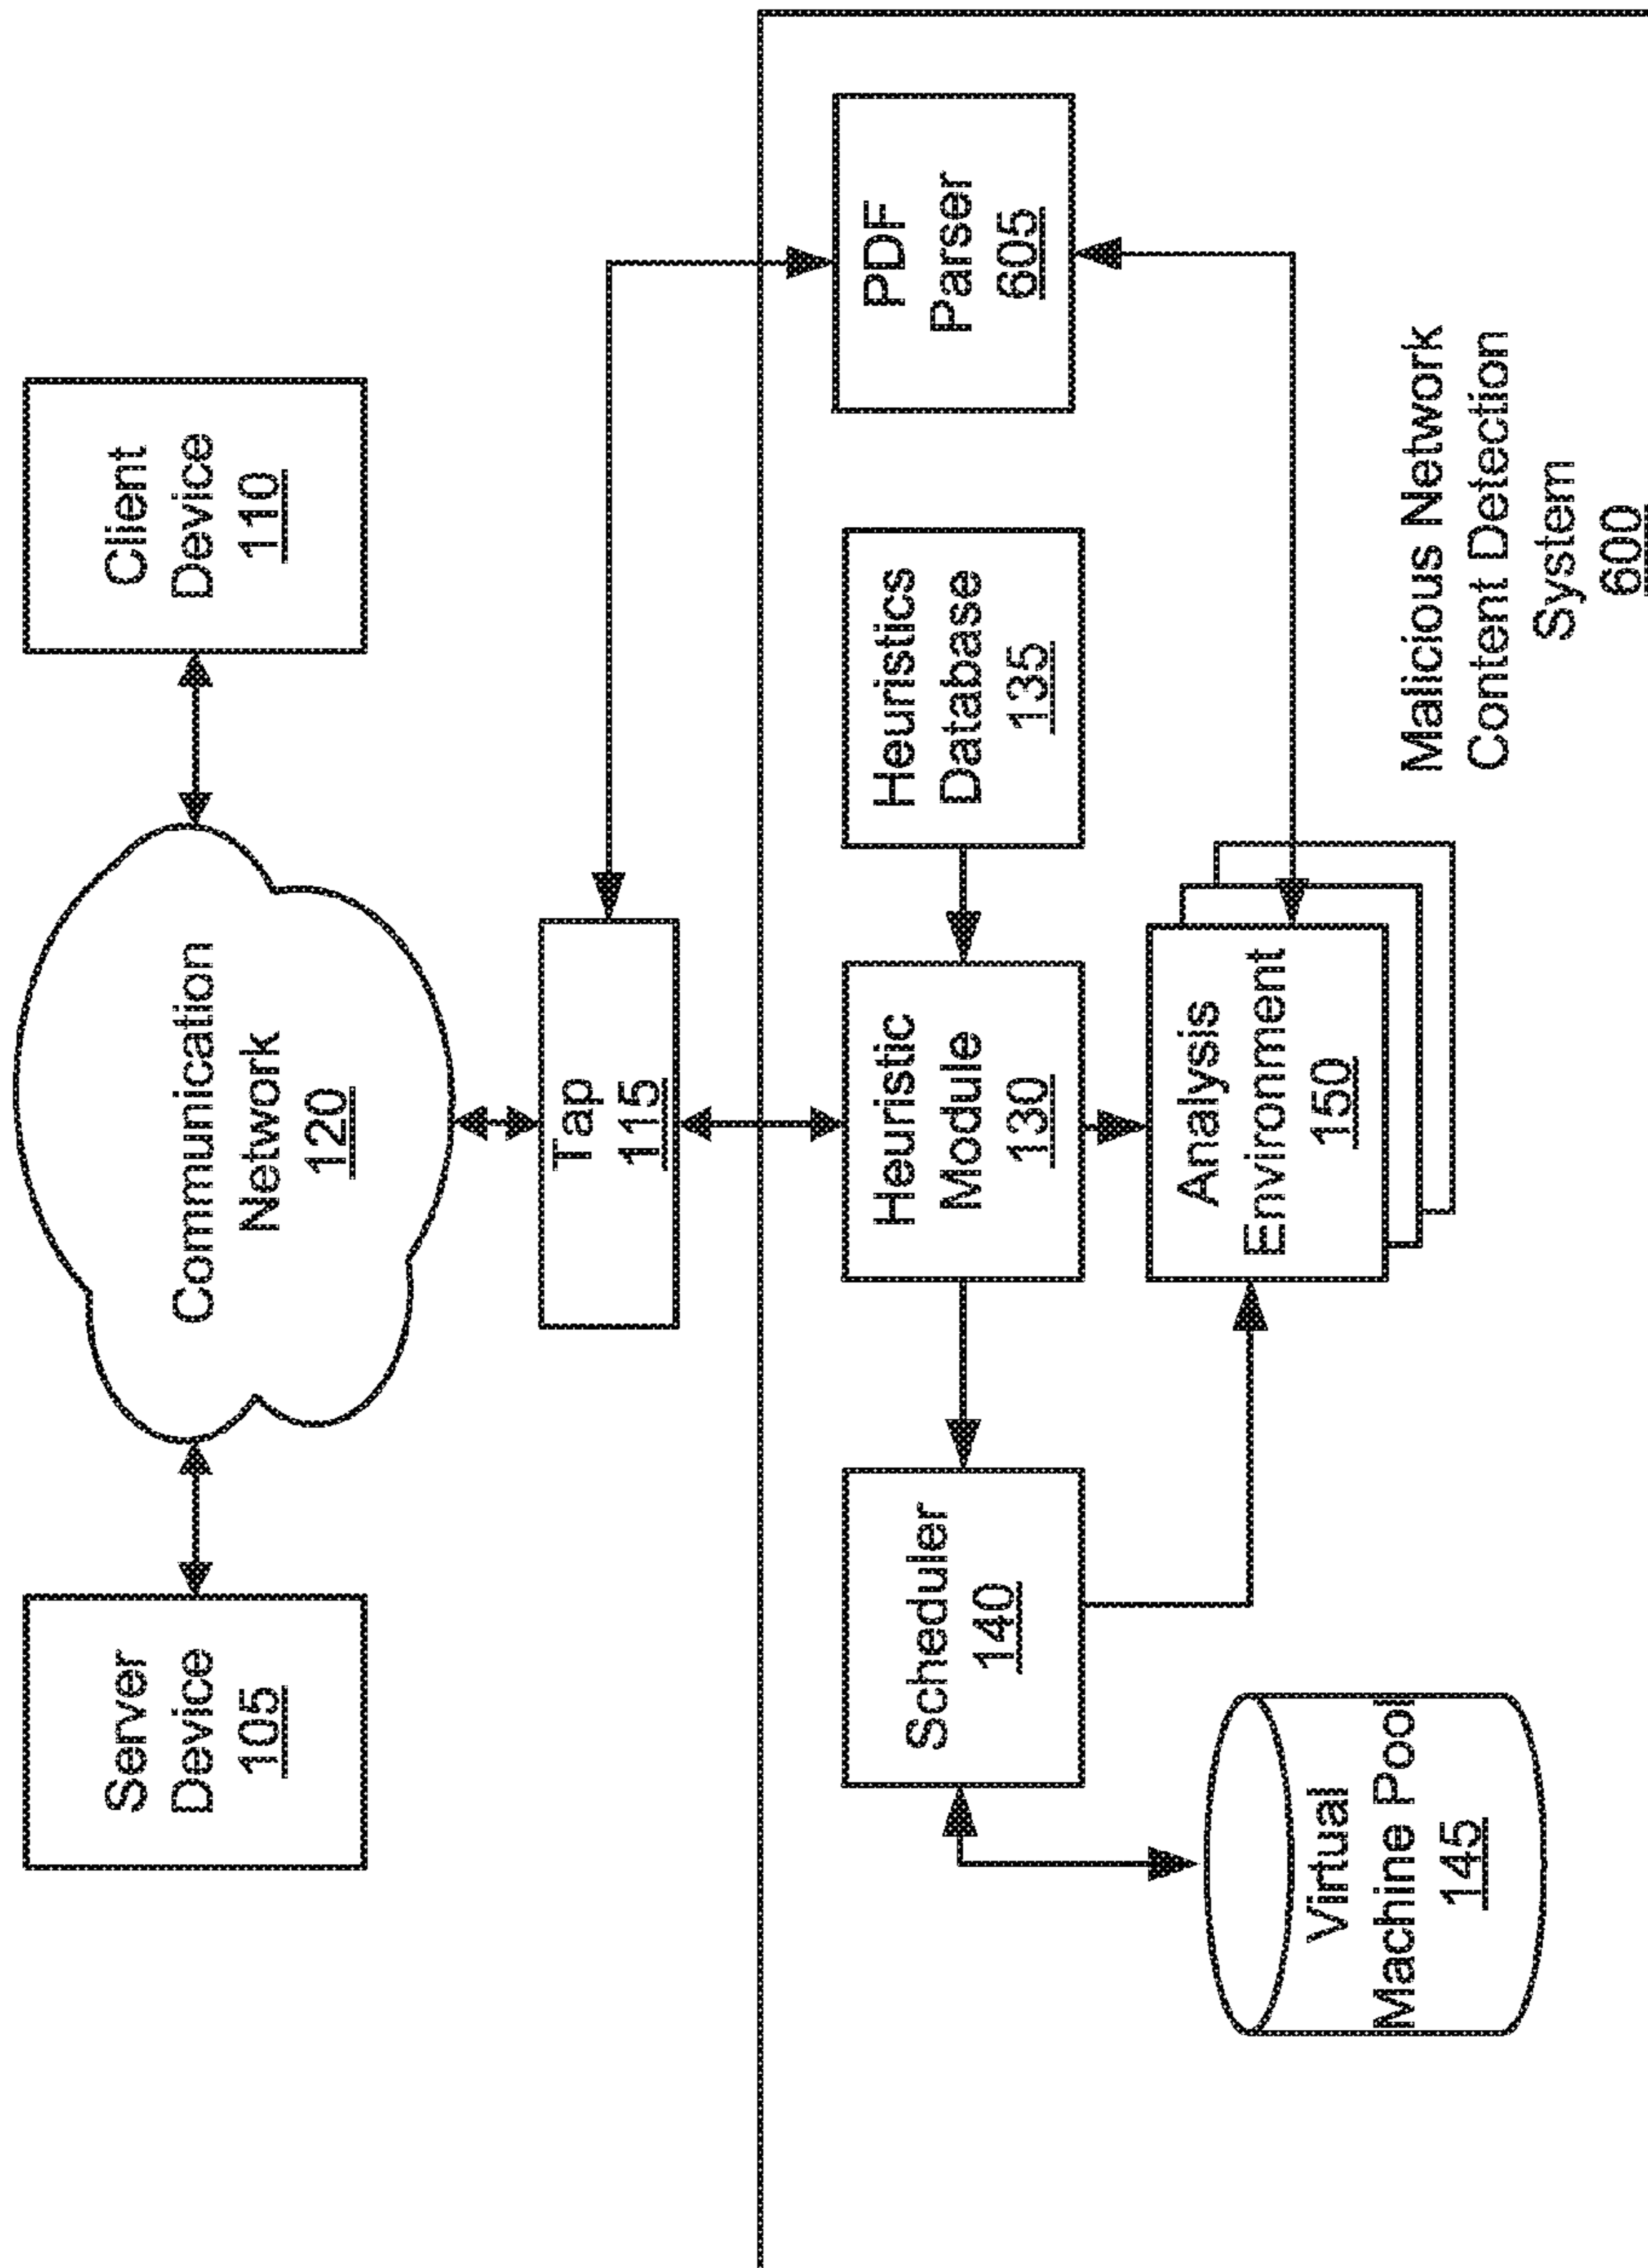 Server
Device
105
Communication
Network
120
Client
Device
110
Tap
115
Scheduler
140
Heuristic
Module
130
Heuristics
Database
135
PDF
Parser
605
Virtual
Machine Pool
145
Analysis
Environment
150
Malicious Network
Content Detection
System
600